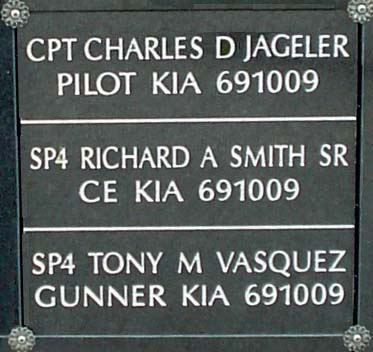 CPT CHARLES D JAGELER
PILOT KIA 691009
SP4 RICHARD A SMITH SR
CE KIA 691009
SP4 TONY M VASQUEZ
GUNNER KIA 691009